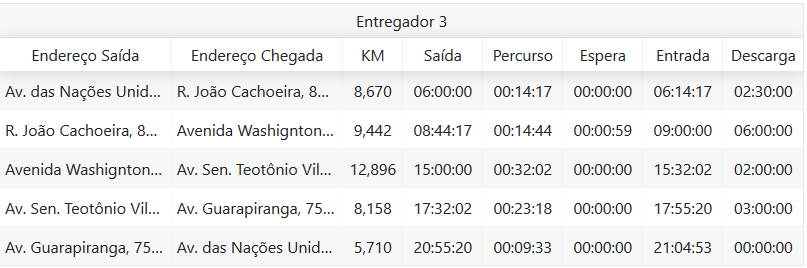 Entregador 3
Endereço Saída Endereço Chegada KM Saída Percurso Espera Entrada Descarga
Av. das Nações Unid... R. João Cachoeira, 8... 8,670 06:00:00 00:14:17 00:00:00 06:14:17 02:30:00
R. João Cachoeira, 8... Avenida Washignton... 9,442 08:44:17 00:14:44 00:00:59 09:00:00 06:00:00
Avenida Washignton... Av. Sen. Teotônio Vil... 12,896 15:00:00 00:32:02 00:00:00 15:32:02 02:00:00
Av. Sen. Teotônio Vil... Av. Guarapiranga, 75... 8,158 17:32:02 00:23:18 00:00:00 17:55:20 03:00:00
Av. Guarapiranga, 75... Av. das Nações Unid... 5,710 20:55:20 00:09:33 00:00:00 21:04:53 00:00:00